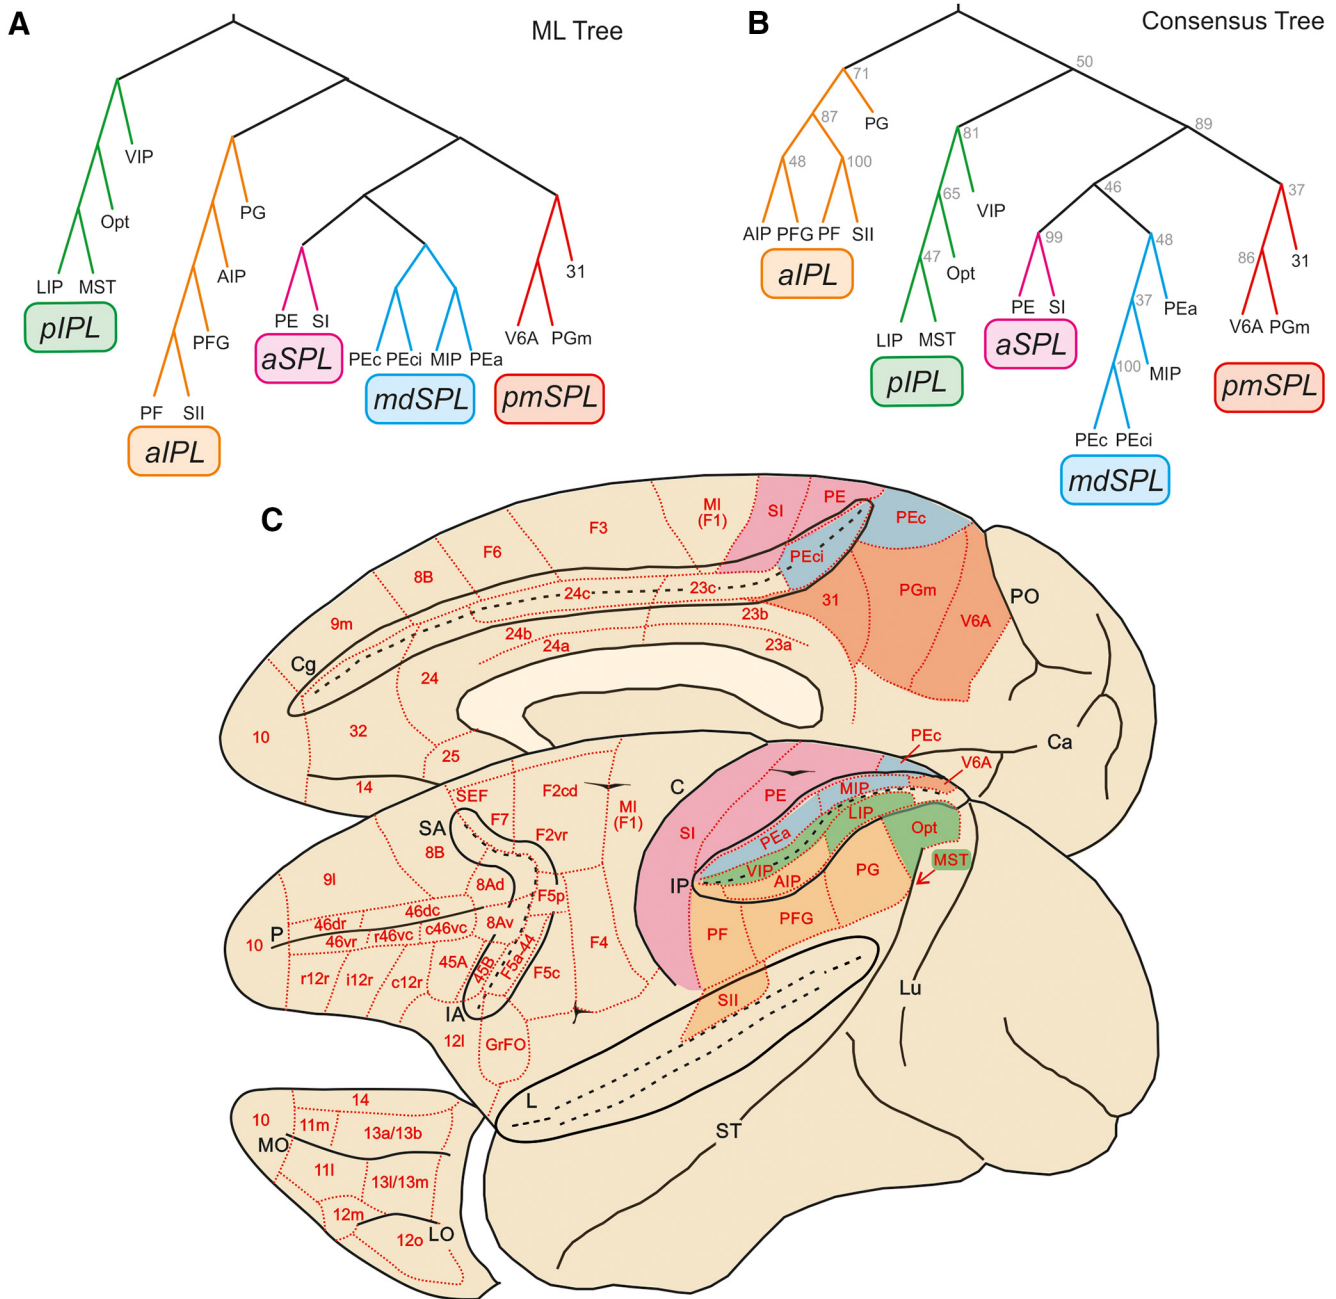 A
ML Tree
VIP
Opt
LIP MST
pIPL
PG
AIP
PFG
PF SII
aIPL
PE SI
aSPL
PEc PEci MIP PEa
mdSPL
31
V6A PGm
pmSPL
B
Consensus Tree
50
71
87
PG
48
100
AIP PFG PF SII
aIPL
81
65
VIP
47
Opt
LIP MST
pIPL
89
46
99
PE SI
aSPL
48
PEa
37
MIP
100
PEc PEci
mdSPL
37
86
31
V6A PGm
pmSPL
C
MI
(F1)
SI
PE
PEc
F3
F6
PEci
8B
24c
23c
31
PGm
V6A
PO
9m
24b
24a
23b
23a
Cg
24
10
32
25
14
Ca
PEc
V6A
SEF
F7
F2cd
F2vr
MI
(F1)
C
PE
MIP
LIP
Opt
SA
8B
SI
PEa
VIP
AIP
PG
MST
IP
9l
8Ad
F5p
46dr
46dc
PFG
P
10
46vr
r46vc
c46vc
8Av
F4
PF
45A
45B
F5a-44
F5c
r12r
i12r
c12r
SII
Lu
IA
12l
GrFO
L
ST
14
10
11m
13a/13b
MO
11l
13l/13m
12m
12o
LO